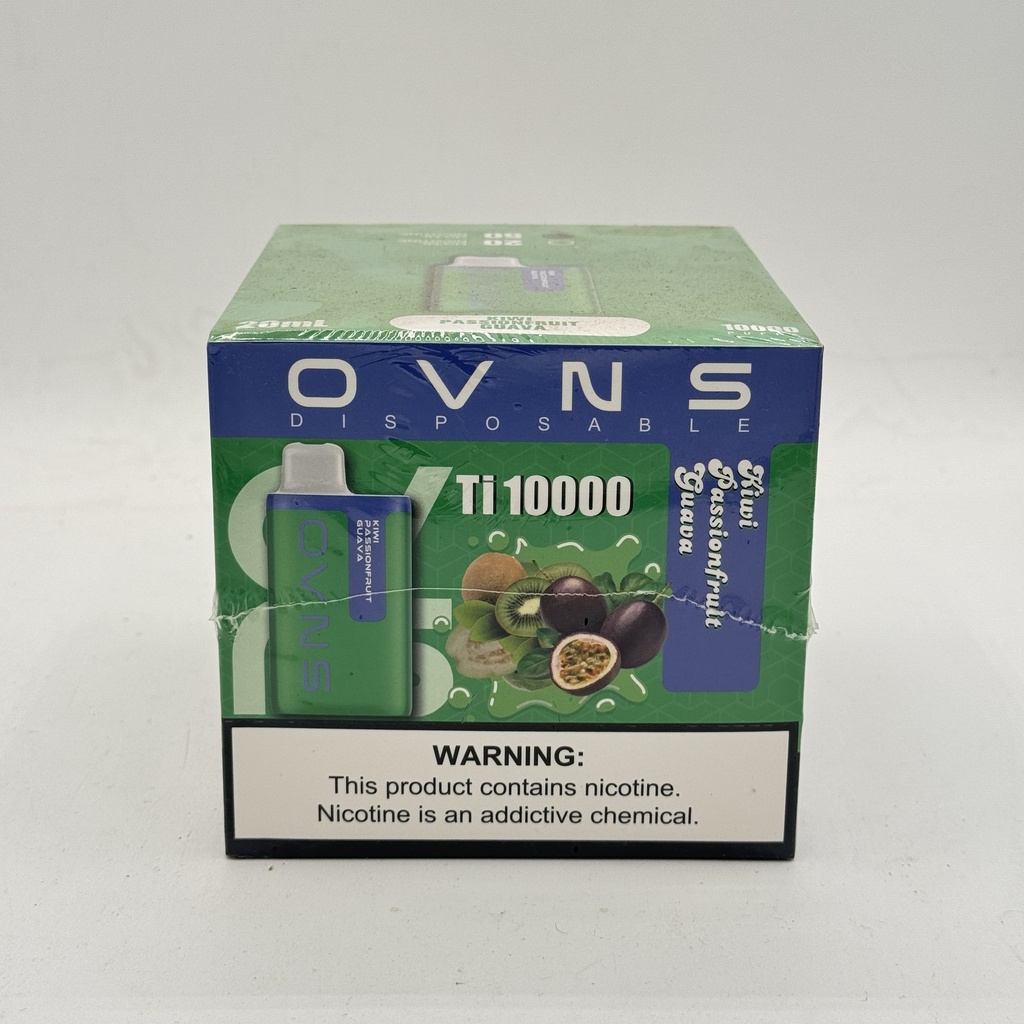 20mL
KIWI
PASSIONFRUIT
GUAVA
10000
OVNS
DISPOSABLE
Ti 10000
Kiwi
Passionfruit
Guava
KIWI
PASSIONFRUIT
GUAVA
OVNS
WARNING:
This product contains nicotine.
Nicotine is an addictive chemical.